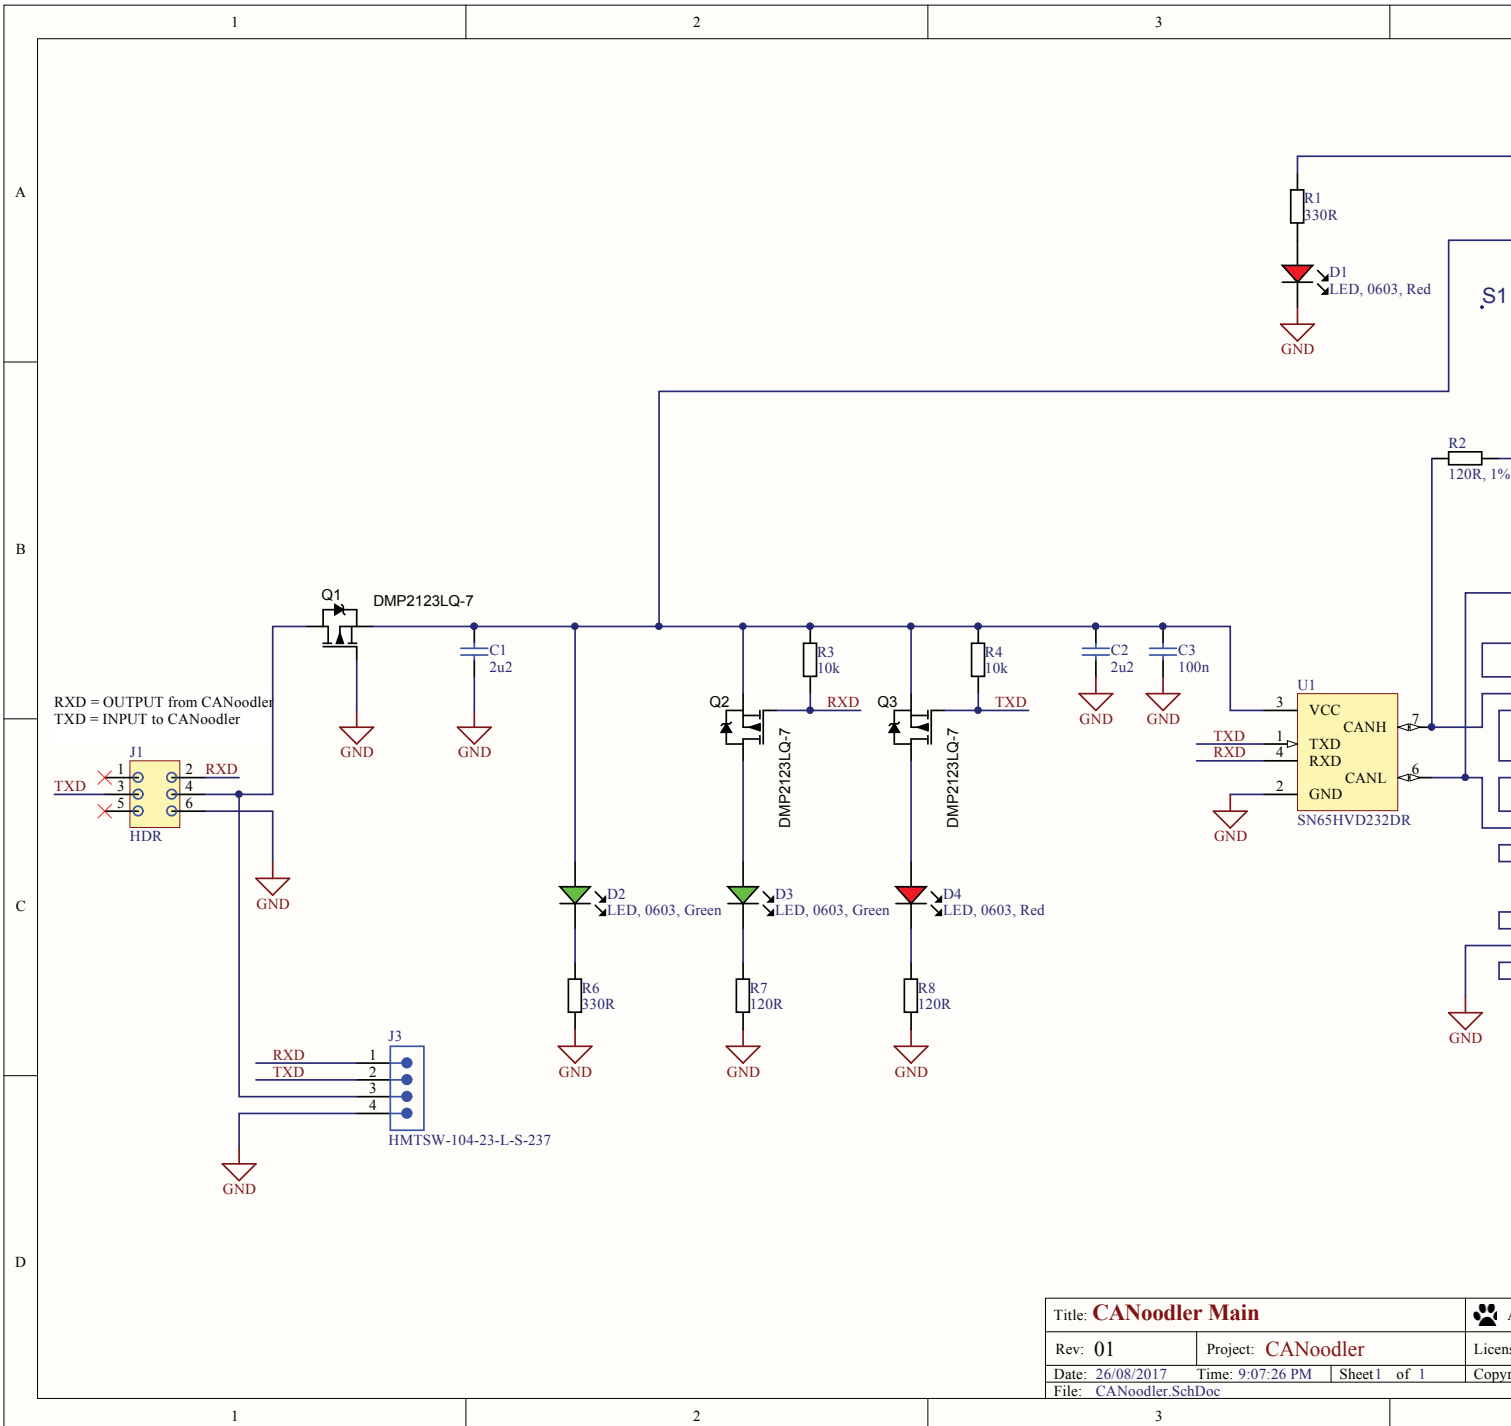 1
2
3
A
R1
330R
D1
LED, 0603, Red
S1
GND
R2
120R, 1%
B
Q1
DMP2123LQ-7
C1
2u2
R3
10k
R4
10k
C2
2u2
C3
100n
RXD = OUTPUT from CANoodler
TXD = INPUT to CANoodler
Q2
RXD
Q3
TXD
DMP2123LQ-7
DMP2123LQ-7
GND
GND
GND
GND
U1
3
VCC
CANH
7
TXD
1
TXD
RXD
4
RXD
CANL
6
2
GND
SN65HVD232DR
GND
J1
1
2
RXD
TXD
3
4
5
6
HDR
GND
C
D2
LED, 0603, Green
D3
LED, 0603, Green
D4
LED, 0603, Red
R6
330R
R7
120R
R8
120R
GND
GND
GND
GND
J3
RXD
1
TXD
2
3
4
HMTSW-104-23-L-S-237
GND
D
Title: CANoodler Main
Rev: 01
Project: CANoodler
Licens
Date: 26/08/2017
Time: 9:07:26 PM
Sheet 1 of 1
Copyr
File: CANoodler.SchDoc
1
2
3